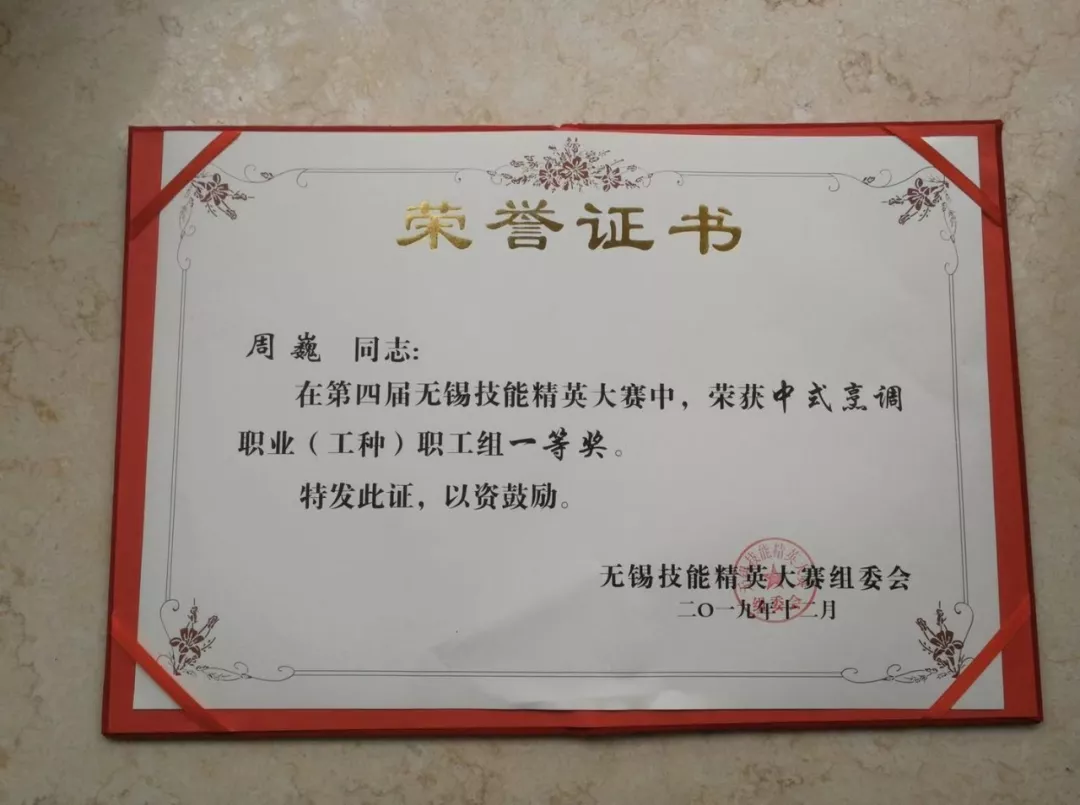 荣誉证书
周巍 同志:
在第四届无锡技能精英大赛中，荣获中式烹调
职业（工种）职工组一等奖。
特发此证，以资鼓励。
无锡技能精英大赛组委会
二〇一九年十二月